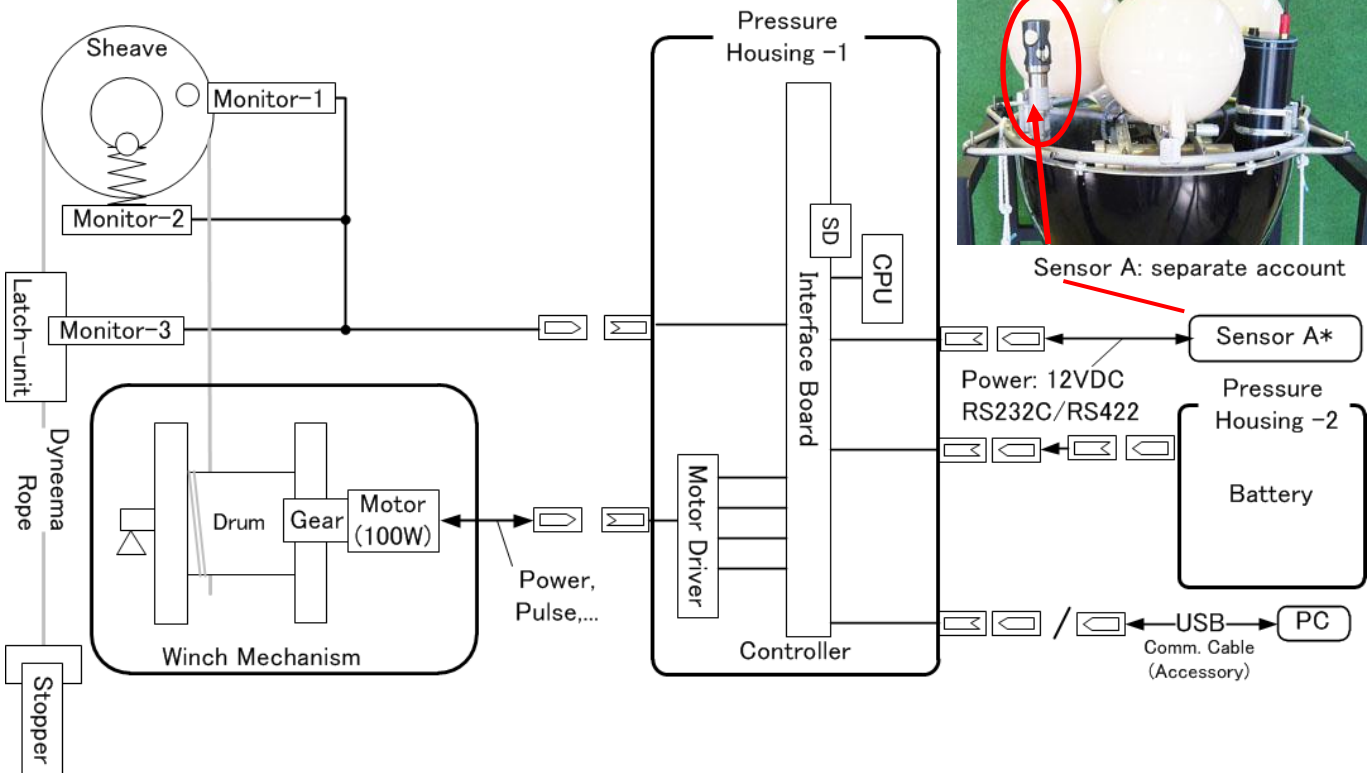 Sheave
Monitor-1
Monitor-2
Latch-unit
Monitor-3
Dyneema
Rope
Stopper
Drum
Gear
Motor
(100W)
Winch Mechanism
Power,
Pulse,...
Pressure
Housing -1
SD
CPU
Interface Board
Motor Driver
Controller
Sensor A: separate account
Sensor A*
Power: 12VDC
RS232C/RS422
Pressure
Housing -2
Battery
USB
Comm. Cable
(Accessory)
PC